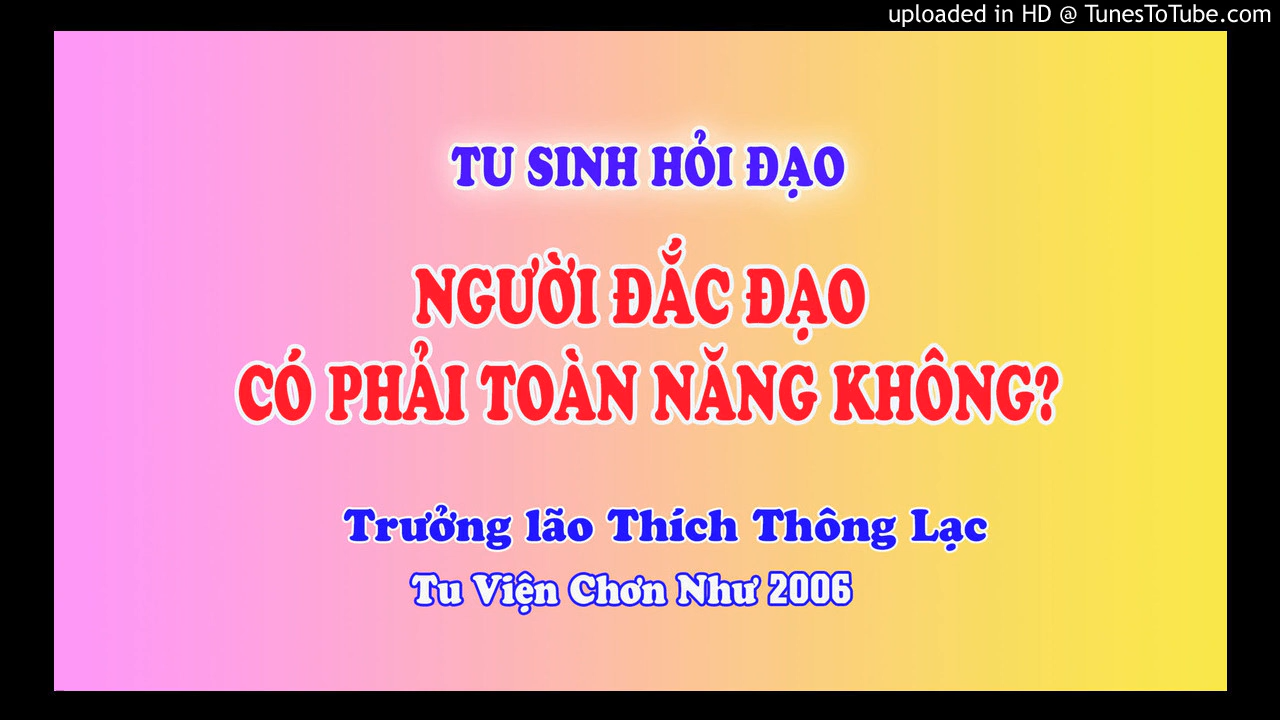 uploaded in HD @ TunesToTube.com
TU SINH HỎI ĐẠO
NGƯỜI ĐẮC ĐẠO
CÓ PHẢI TOÀN NĂNG KHÔNG?
Trưởng lão Thích Thông Lạc
Tu Viện Chơn Như 2006